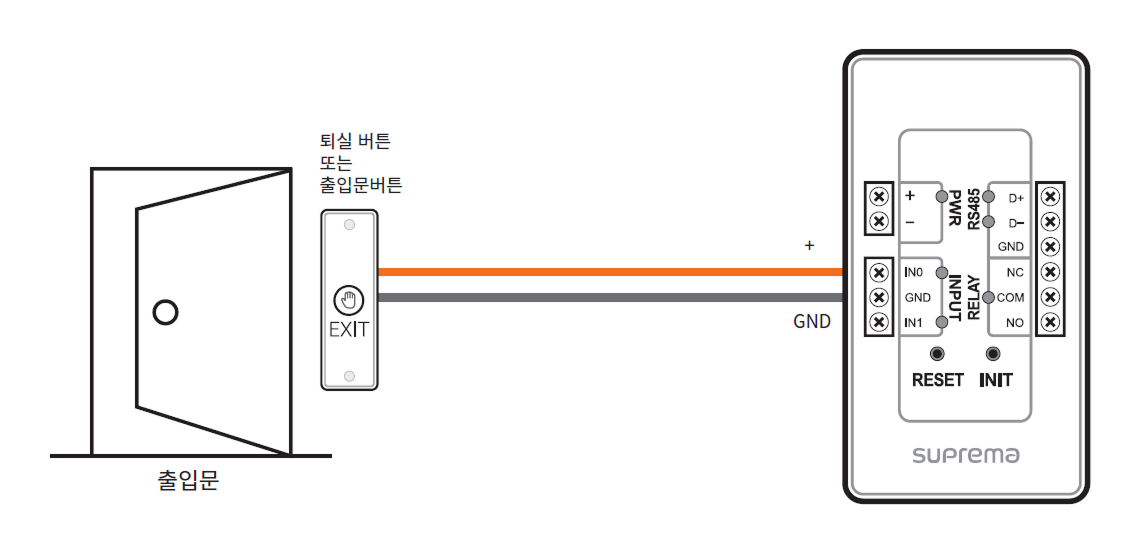 퇴실 버튼
또는
출입문버튼
EXIT
출입문
+
GND
+
−
PWR
RS485
D+
D−
GND
IN0
GND
IN1
INPUT
RELAY
NC
COM
NO
RESET
INIT
suprema